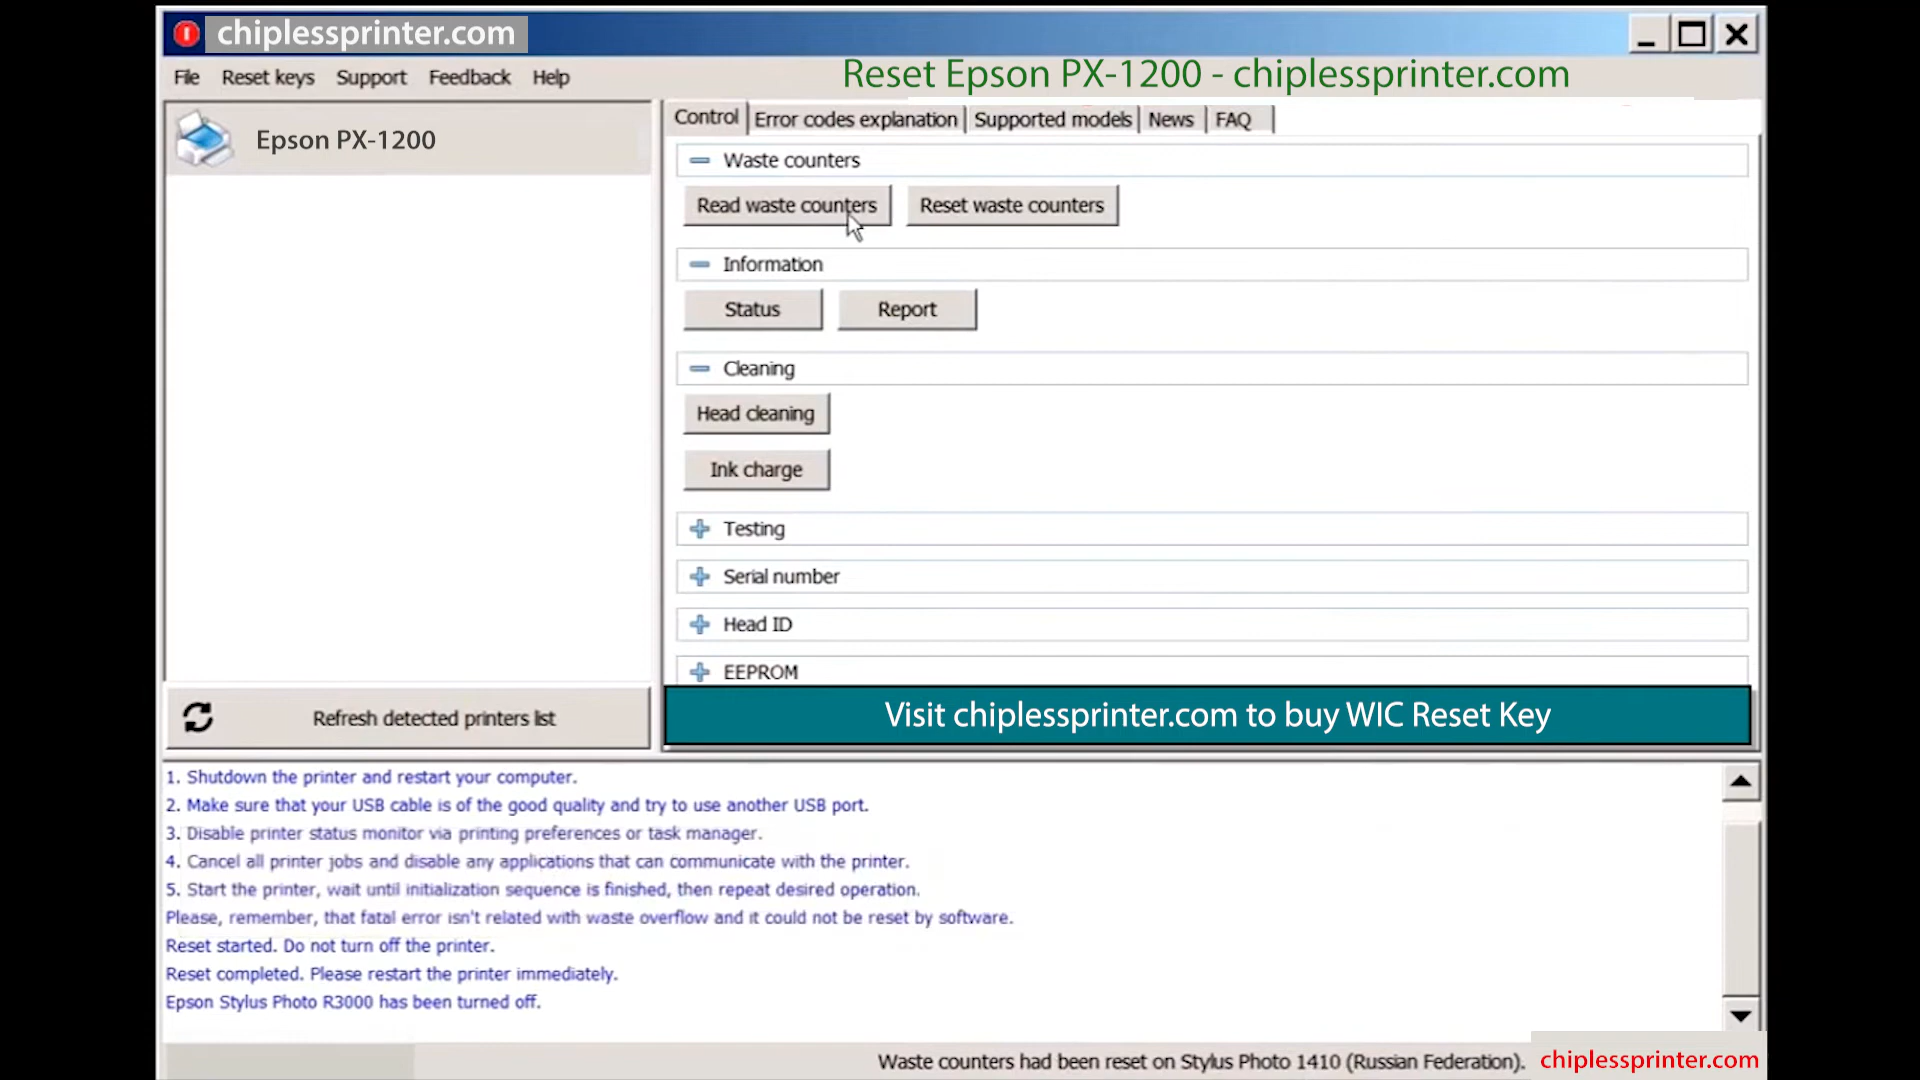 chiplessprinter.com
File Reset keys Support Feedback Help
Reset Epson PX-1200 - chiplessprinter.com
Epson PX-1200
Control Error codes explanation Supported models News FAQ
Waste counters
Read waste counters Reset waste counters
Information
Status Report
Cleaning
Head cleaning
Ink charge
Testing
Serial number
Head ID
EEPROM
Refresh detected printers list
Visit chiplessprinter.com to buy WIC Reset Key
1. Shutdown the printer and restart your computer.
2. Make sure that your USB cable is of the good quality and try to use another USB port.
3. Disable printer status monitor via printing preferences or task manager.
4. Cancel all printer jobs and disable any applications that can communicate with the printer.
5. Start the printer, wait until initialization sequence is finished, then repeat desired operation.
Please, remember, that fatal error isn't related with waste overflow and it could not be reset by software.
Reset started. Do not turn off the printer.
Reset completed. Please restart the printer immediately.
Epson Stylus Photo R3000 has been turned off.
Waste counters had been reset on Stylus Photo 1410 (Russian Federation).
chiplessprinter.com